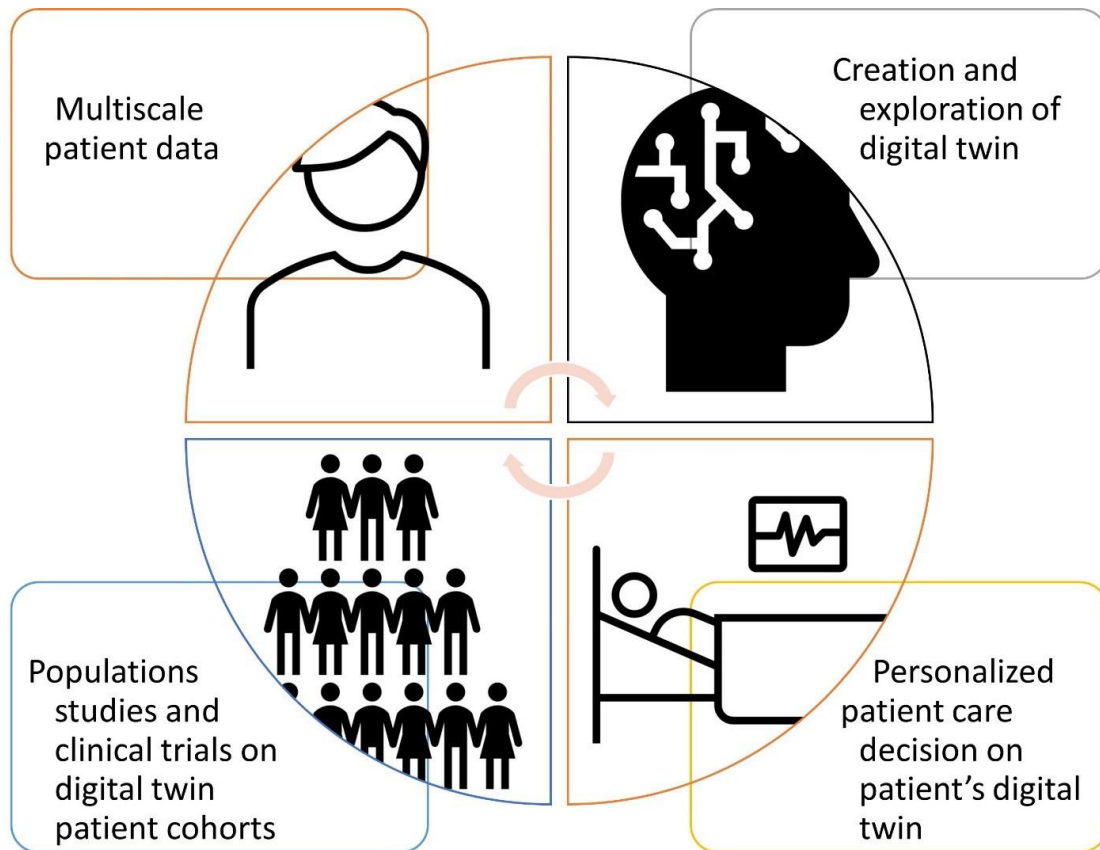 Multiscale
patient data
Creation and
exploration of
digital twin
Populations
studies and
clinical trials on
digital twin
patient cohorts
Personalized
patient care
decision on
patient’s digital
twin